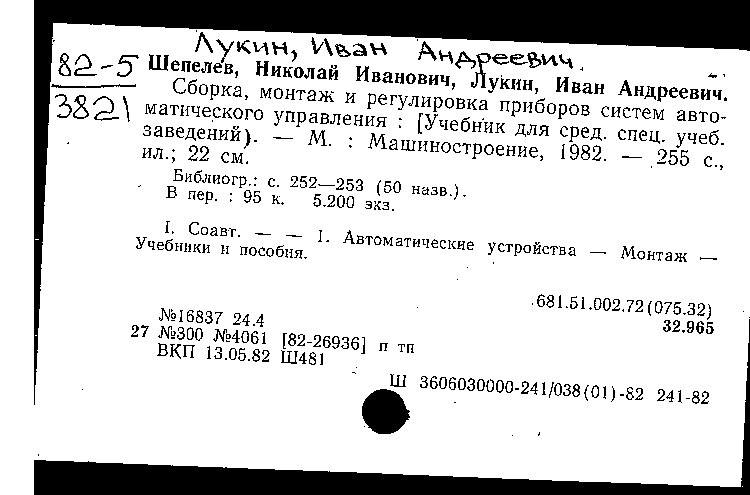 Лукин, Иван Андреевич.
82-5
3821
Шепелев, Николай Иванович, Лукин, Иван Андреевич.
Сборка, монтаж и регулировка приборов систем авто-
матического управления : [Учебник для сред. спец. учеб.
заведений). — М. : Машиностроение, 1982. — 255 с.,
ил.; 22 см.
Библиогр.: с. 252—253 (50 назв.).
В пер. : 95 к. 5.200 экз.
I. Соавт. — — 1. Автоматические устройства — Монтаж —
Учебники и пособия.
681.51.002.72(075.32)
32.965
№16837 24.4
27 №300 №4061 [82-26936] п тп
ВКП 13.05.82 Ш481
Ш 3606030000-241/038(01)-82 241-82